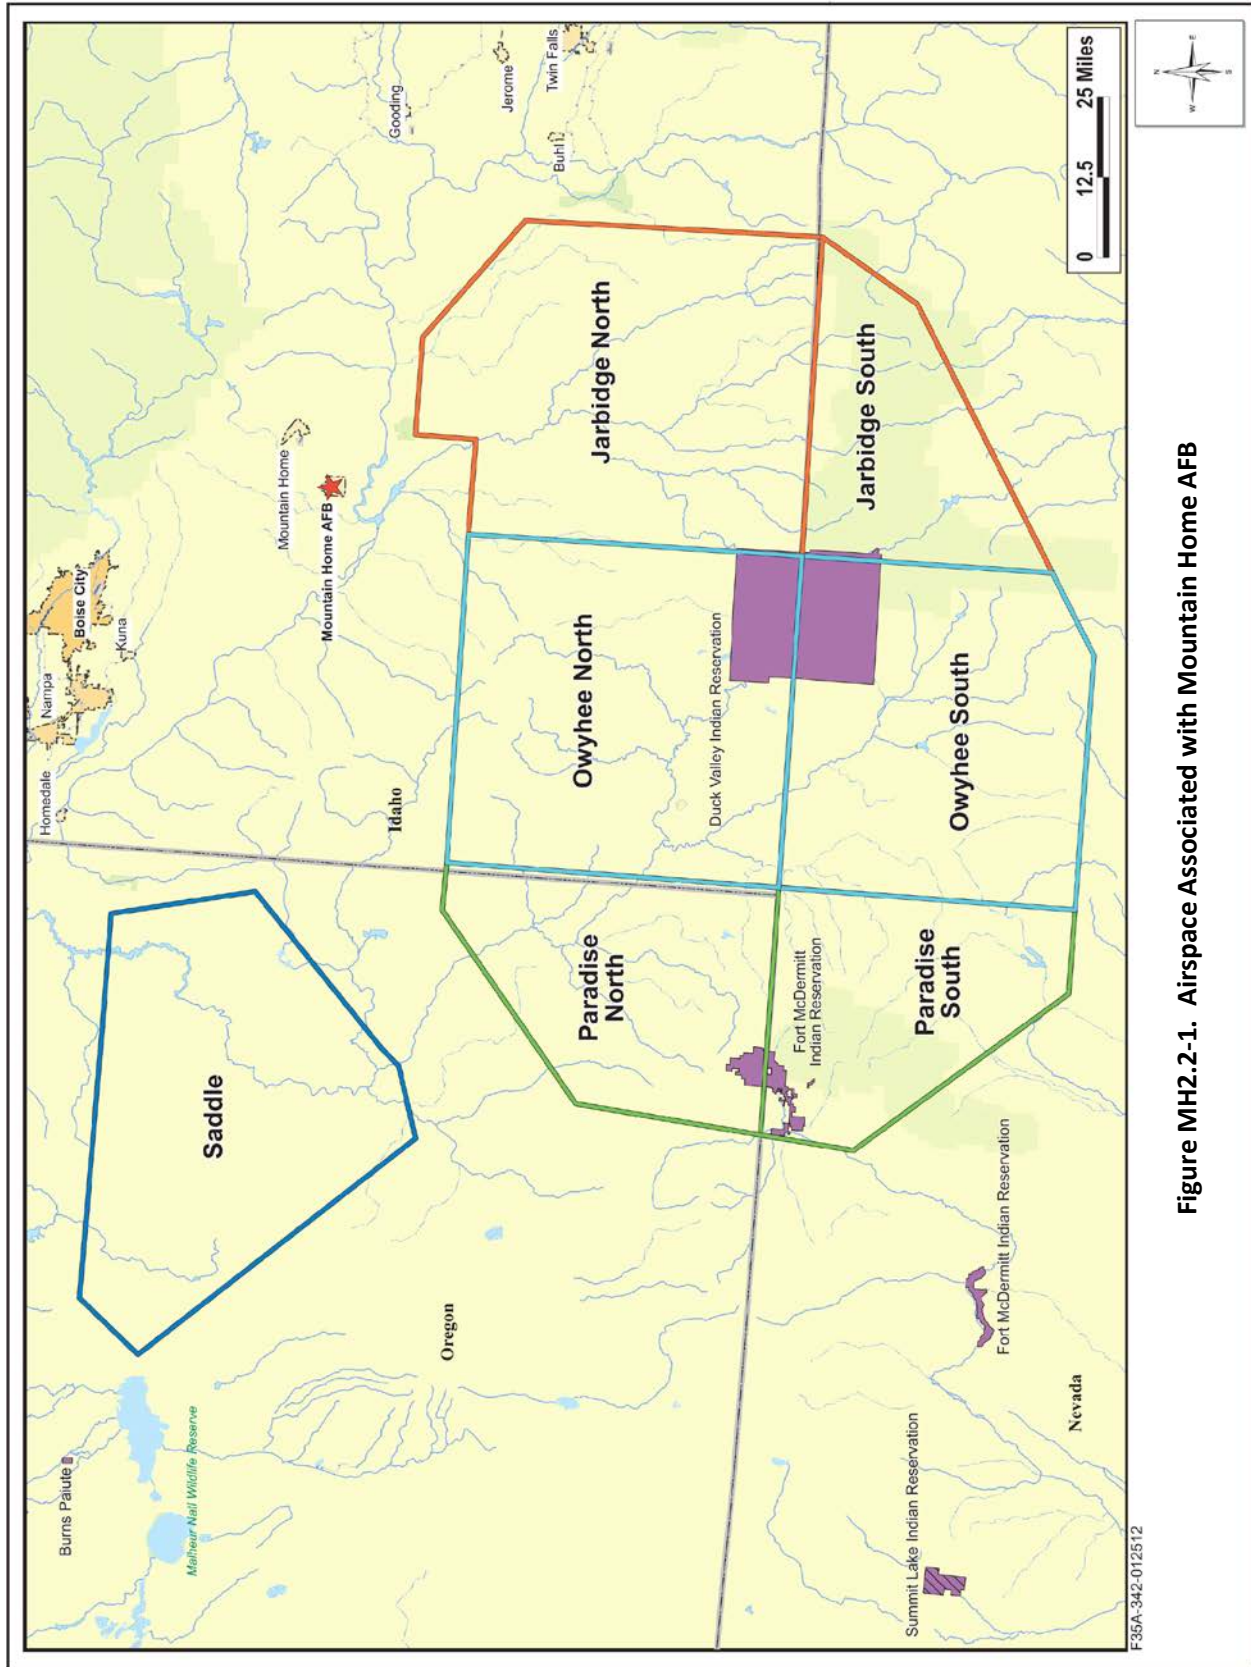 Burns Paiute
Malheur Natl Wildlife Reserve
Homedale
Nampa
Boise City
Kuna
Mountain Home
Mountain Home AFB
Gooding
Jerome
Twin Falls
Buhl
Saddle
Idaho
Oregon
Paradise
North
Owyhee North
Jarbidge North
Duck Valley Indian Reservation
Fort McDermitt
Indian Reservation
Paradise
South
Owyhee South
Jarbidge South
Fort McDermitt Indian Reservation
Summit Lake Indian Reservation
Nevada
0 12.5 25 Miles
N
W
E
S
F35A-342-012512
Figure MH2.2-1. Airspace Associated with Mountain Home AFB